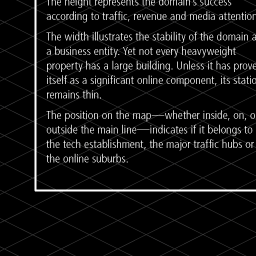 The height represents the domain's success
according to traffic, revenue and media attention
The width illustrates the stability of the domain a
a business entity. Yet not every heavyweight
property has a large building. Unless it has prove
itself as a significant online component, its static
remains thin.
The position on the map—whether inside, on, o
outside the main line—indicates if it belongs to
the tech establishment, the major traffic hubs or
the online suburbs.